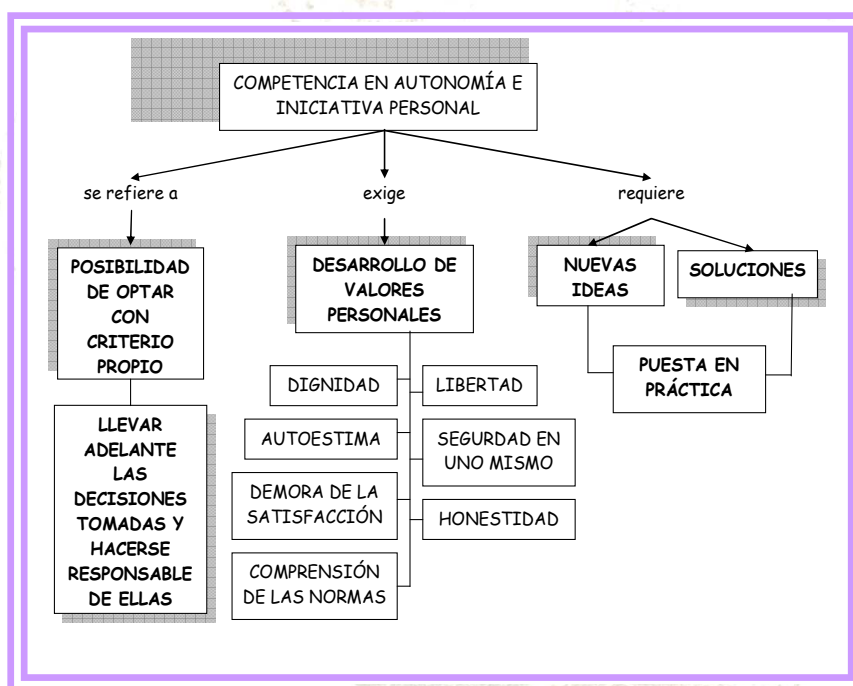 COMPETENCIA EN AUTONOMÍA E
INICIATIVA PERSONAL
se refiere a
exige
requiere
POSIBILIDAD
DE OPTAR
CON
CRITERIO
PROPIO
LLEVAR
ADELANTE
LAS
DECISIONES
TOMADAS Y
HACERSE
RESPONSABLE
DE ELLAS
DESARROLLO DE
VALORES
PERSONALES
DIGNIDAD
LIBERTAD
AUTOESTIMA
SEGURDAD EN
UNO MISMO
DEMORA DE LA
SATISFACCIÓN
HONESTIDAD
COMPRENSIÓN
DE LAS NORMAS
NUEVAS
IDEAS
SOLUCIONES
PUESTA EN
PRÁCTICA